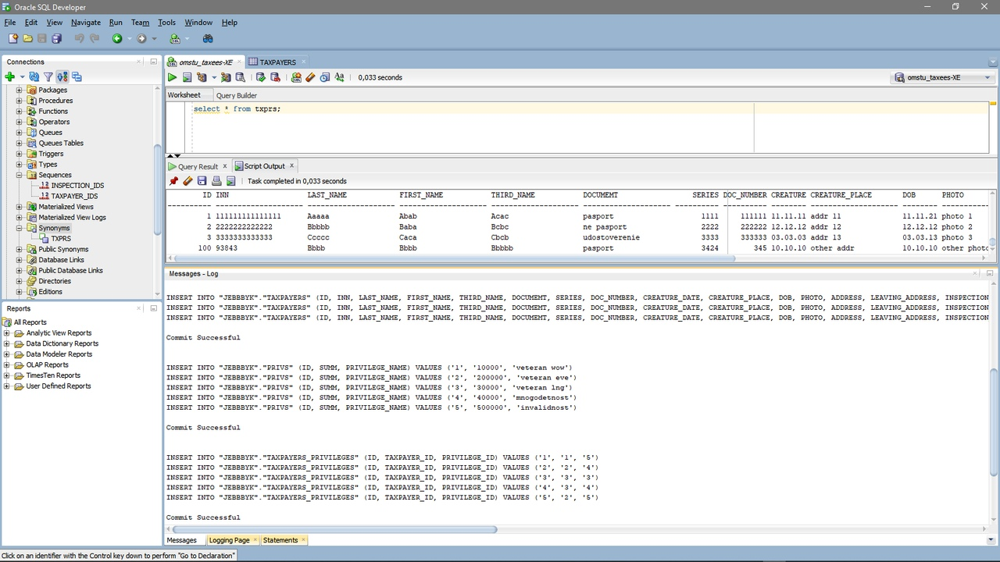 Oracle SQL Developer
File Edit View Navigate Run Team Tools Window Help
Connections
Packages
Procedures
Functions
Operators
Queues
Queues Tables
Triggers
Types
Sequences
INSPECTION_IDS
TAXPAYER_IDS
Materialized Views
Materialized View Logs
Synonyms
TXPRS
Public Synonyms
Database Links
Public Database Links
Directories
Editions
Reports
All Reports
Analytic View Reports
Data Dictionary Reports
Data Modeler Reports
OLAP Reports
TimesTen Reports
User Defined Reports
omstu_taxees-XE TAXPAYERS
0,033 seconds omstu_taxees-XE
Worksheet Query Builder
select * from txprs;
Query Result Script Output
Task completed in 0,033 seconds
ID INN LAST_NAME FIRST_NAME THIRD_NAME DOCUMEMT SERIES DOC_NUMBER CREATURE CREATURE_PLACE DOB PHOTO
1 111111111111111 Aaaaa Abab Acac pasport 1111 111111 11.11.11 addr 11 11.11.21 photo 1
2 2222222222222 Bbbbb Baba Bcbc ne pasport 2222 222222 12.12.12 addr 12 12.12.12 photo 2
3 3333333333333 Ccccc Caca Cbcb udostoverenie 3333 333333 03.03.03 addr 13 03.03.13 photo 3
100 93843 Bbbb Bbbb Bbbbb pasport 3424 345 10.10.10 other addr 10.10.10 other photo
Messages - Log
INSERT INTO "JEBBBYK"."TAXPAYERS" (ID, INN, LAST_NAME, FIRST_NAME, THIRD_NAME, DOCUMEMT, SERIES, DOC_NUMBER, CREATURE_DATE, CREATURE_PLACE, DOB, PHOTO, ADDRESS, LEAVING_ADDRESS, INSPECTION
INSERT INTO "JEBBBYK"."TAXPAYERS" (ID, INN, LAST_NAME, FIRST_NAME, THIRD_NAME, DOCUMEMT, SERIES, DOC_NUMBER, CREATURE_DATE, CREATURE_PLACE, DOB, PHOTO, ADDRESS, LEAVING_ADDRESS, INSPECTION
INSERT INTO "JEBBBYK"."TAXPAYERS" (ID, INN, LAST_NAME, FIRST_NAME, THIRD_NAME, DOCUMEMT, SERIES, DOC_NUMBER, CREATURE_DATE, CREATURE_PLACE, DOB, PHOTO, ADDRESS, LEAVING_ADDRESS, INSPECTION
Commit Successful
INSERT INTO "JEBBBYK"."PRIVS" (ID, SUMM, PRIVILEGE_NAME) VALUES ('1', '10000', 'veteran wow')
INSERT INTO "JEBBBYK"."PRIVS" (ID, SUMM, PRIVILEGE_NAME) VALUES ('2', '200000', 'veteran eve')
INSERT INTO "JEBBBYK"."PRIVS" (ID, SUMM, PRIVILEGE_NAME) VALUES ('3', '30000', 'veteran lng')
INSERT INTO "JEBBBYK"."PRIVS" (ID, SUMM, PRIVILEGE_NAME) VALUES ('4', '40000', 'mnogodetnost')
INSERT INTO "JEBBBYK"."PRIVS" (ID, SUMM, PRIVILEGE_NAME) VALUES ('5', '500000', 'invalidnost')
Commit Successful
INSERT INTO "JEBBBYK"."TAXPAYERS_PRIVILEGES" (ID, TAXPAYER_ID, PRIVILEGE_ID) VALUES ('1', '1', '5')
INSERT INTO "JEBBBYK"."TAXPAYERS_PRIVILEGES" (ID, TAXPAYER_ID, PRIVILEGE_ID) VALUES ('2', '2', '4')
INSERT INTO "JEBBBYK"."TAXPAYERS_PRIVILEGES" (ID, TAXPAYER_ID, PRIVILEGE_ID) VALUES ('3', '3', '3')
INSERT INTO "JEBBBYK"."TAXPAYERS_PRIVILEGES" (ID, TAXPAYER_ID, PRIVILEGE_ID) VALUES ('4', '3', '4')
INSERT INTO "JEBBBYK"."TAXPAYERS_PRIVILEGES" (ID, TAXPAYER_ID, PRIVILEGE_ID) VALUES ('5', '2', '5')
Commit Successful
Messages Logging Page Statements
Click on an identifier with the Control key down to perform "Go to Declaration"